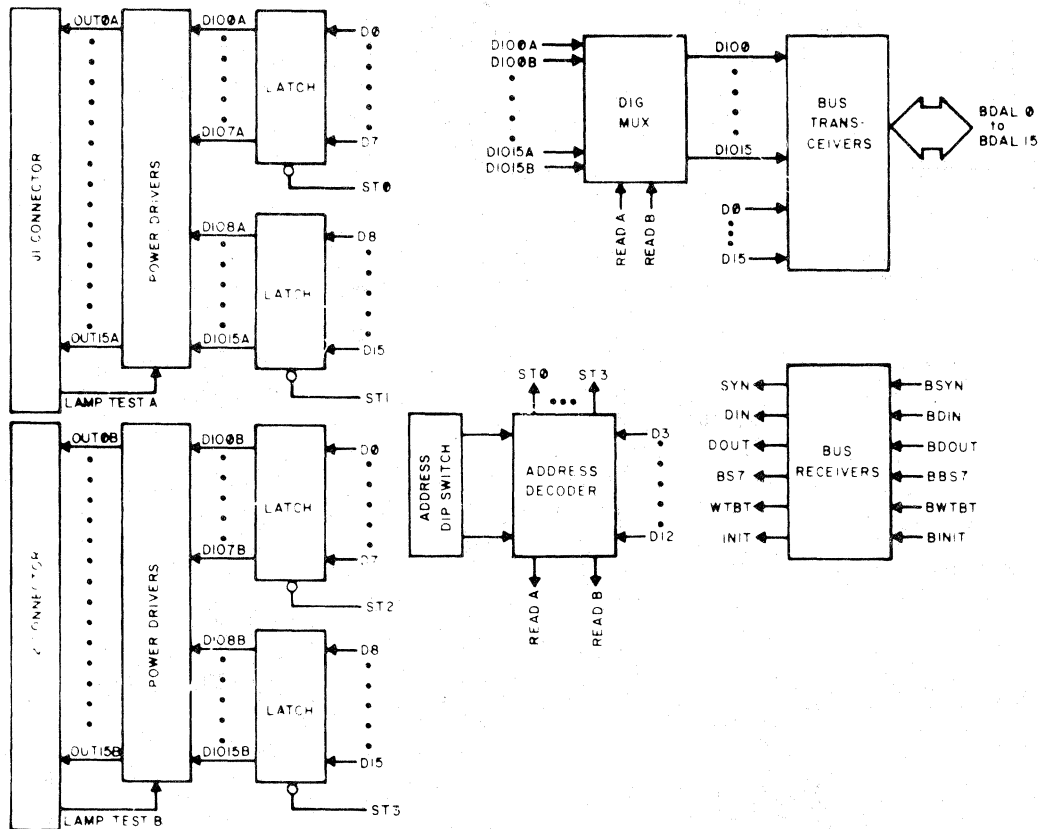 J1 CONNECTOR
OUT0A
OUT15A
LAMP TEST A
POWER DRIVERS
DIO0A
DIO7A
DIO8A
DIO15A
LATCH
D0
D7
ST0
LATCH
D8
D15
ST1
CONNECTOR
OUT0B
OUT15B
LAMP TEST B
POWER DRIVERS
DIO0B
DIO7B
DIO8B
DIO15B
LATCH
D0
D7
ST2
LATCH
D8
D15
ST3
DIO0A
DIO0B
DIO15A
DIO15B
DIG
MUX
READ A
READ B
DIO0
DIO15
D0
D15
BUS
TRANS-
CEIVERS
BDAL 0
to
BDAL 15
ADDRESS
DIP SWITCH
ST0
ST3
ADDRESS
DECODER
D3
D12
READ A
READ B
SYN
DIN
DOUT
BS7
WTBT
INIT
BUS
RECEIVERS
BSYN
BDIN
BDOUT
BBS7
BWTBT
BINIT